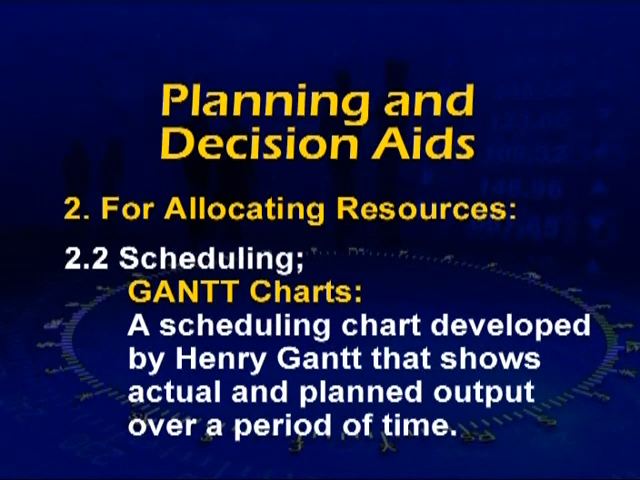 Planning and
Decision Aids
2. For Allocating Resources:
2.2 Scheduling;
GANTT Charts:
A scheduling chart developed
by Henry Gantt that shows
actual and planned output
over a period of time.